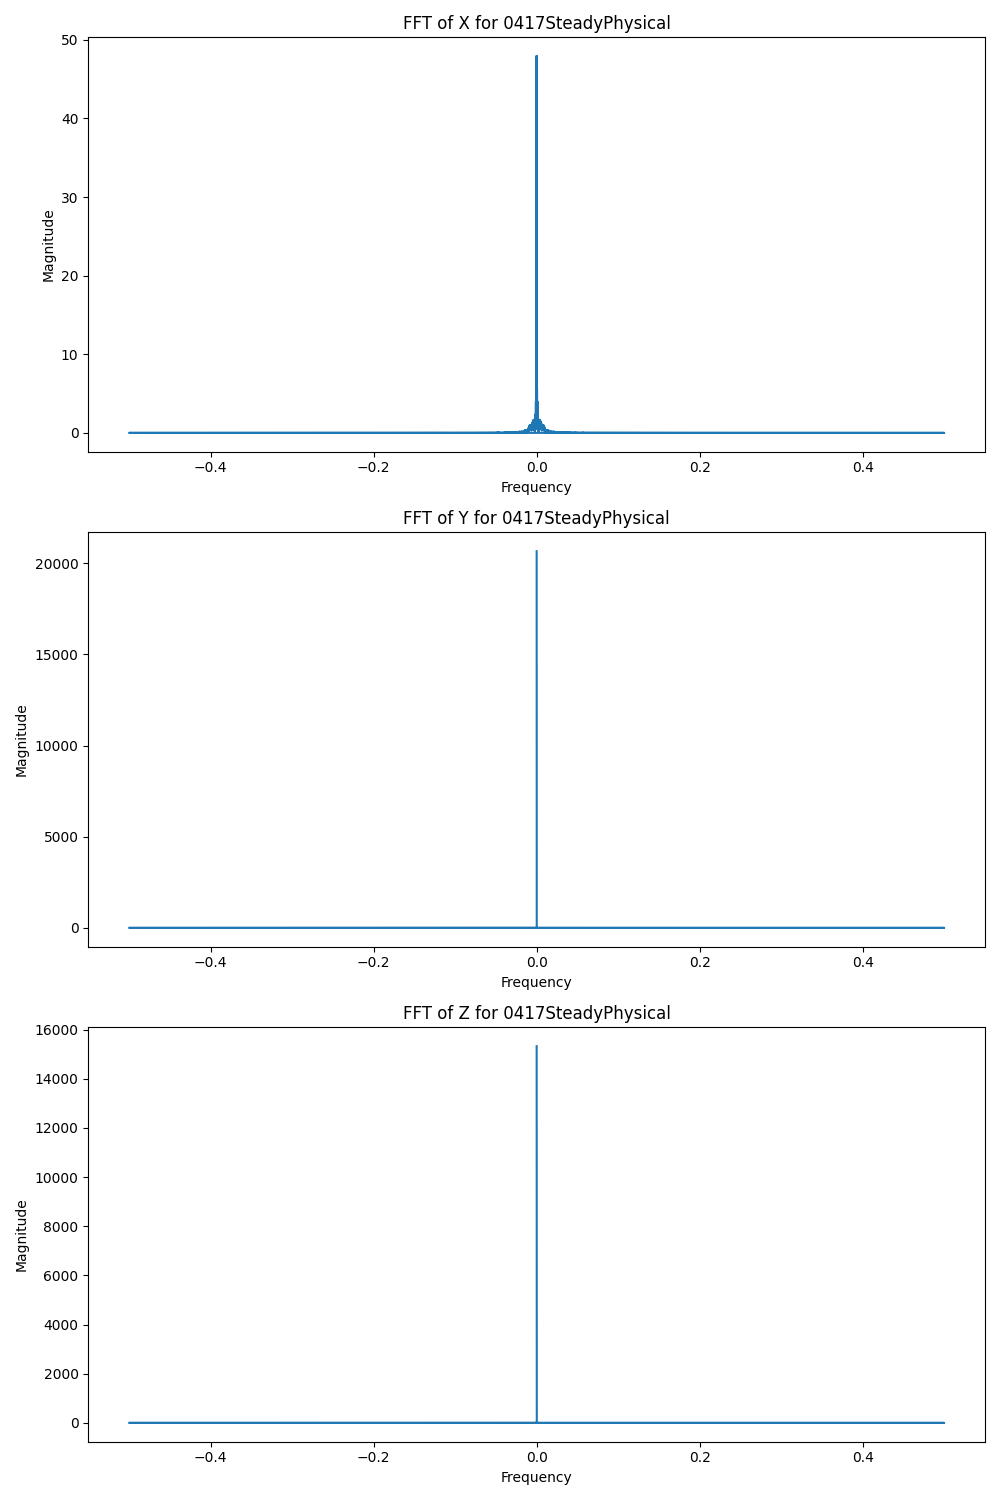 FFT of X for 0417SteadyPhysical
50
40
30
20
10
0
Magnitude
−0.4 −0.2 0.0 0.2 0.4
Frequency
FFT of Y for 0417SteadyPhysical
20000
15000
10000
5000
0
Magnitude
−0.4 −0.2 0.0 0.2 0.4
Frequency
FFT of Z for 0417SteadyPhysical
16000
14000
12000
10000
8000
6000
4000
2000
0
Magnitude
−0.4 −0.2 0.0 0.2 0.4
Frequency